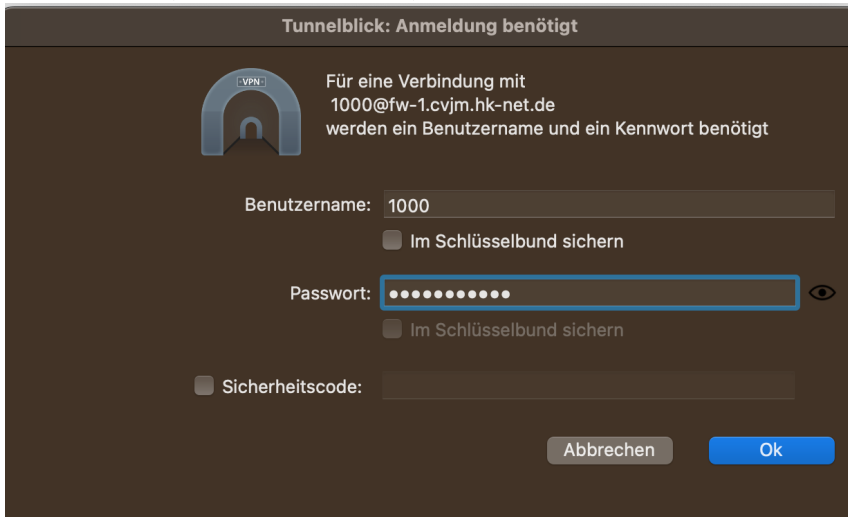 Tunnelblick: Anmeldung benötigt
VPN
Für eine Verbindung mit
1000@fw-1.cvjm.hk-net.de
werden ein Benutzername und ein Kennwort benötigt
Benutzername: 1000
Im Schlüsselbund sichern
Passwort: ●●●●●●●●●●●
Im Schlüsselbund sichern
Sicherheitscode:
Abbrechen Ok